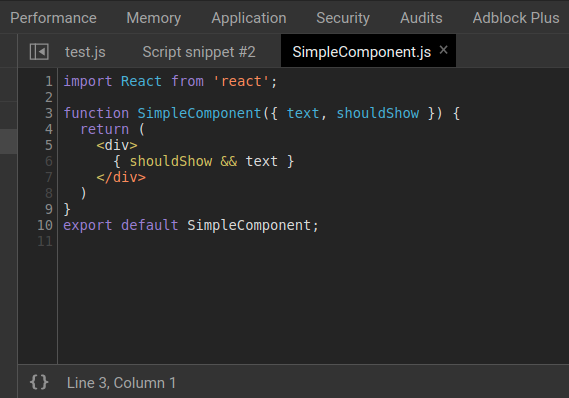 Performance Memory Application Security Audits Adblock Plus
test.js Script snippet #2 SimpleComponent.js ×
1 import React from 'react';
2
3 function SimpleComponent({ text, shouldShow }) {
4   return (
5     <div>
6       { shouldShow && text }
7     </div>
8   )
9 }
10 export default SimpleComponent;
11
{} Line 3, Column 1